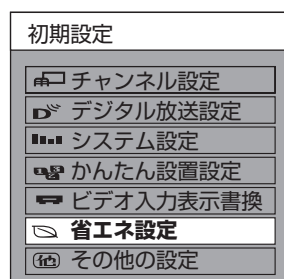 初期設定
チャンネル設定
デジタル放送設定
システム設定
かんたん設置設定
ビデオ入力表示書換
省エネ設定
他 その他の設定